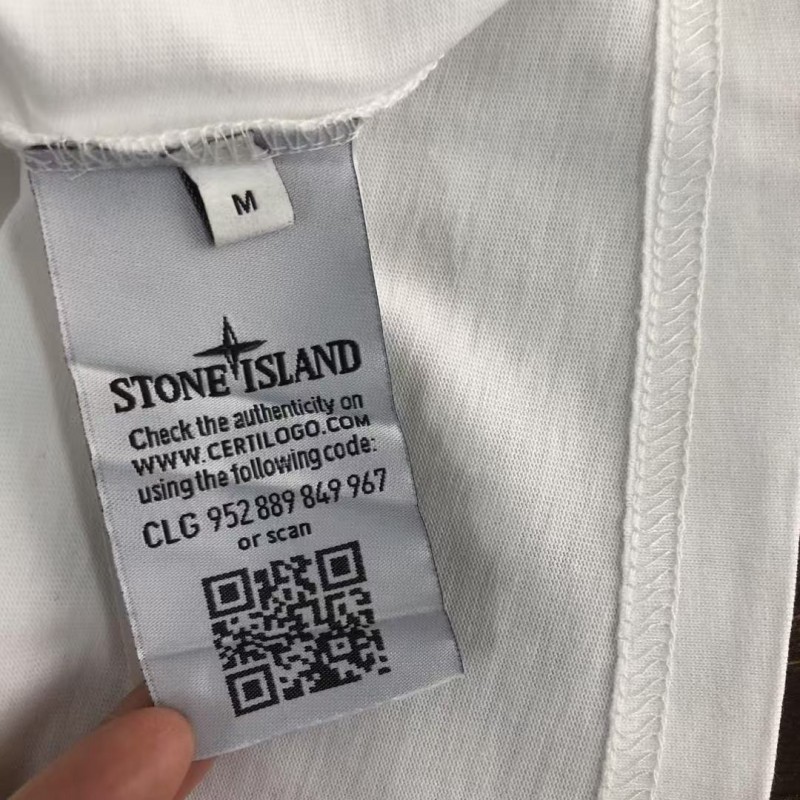 M
STONE ISLAND
Check the authenticity on
WWW.CERTILOGO.COM
using the following code:
CLG 952 889 849 967
or scan